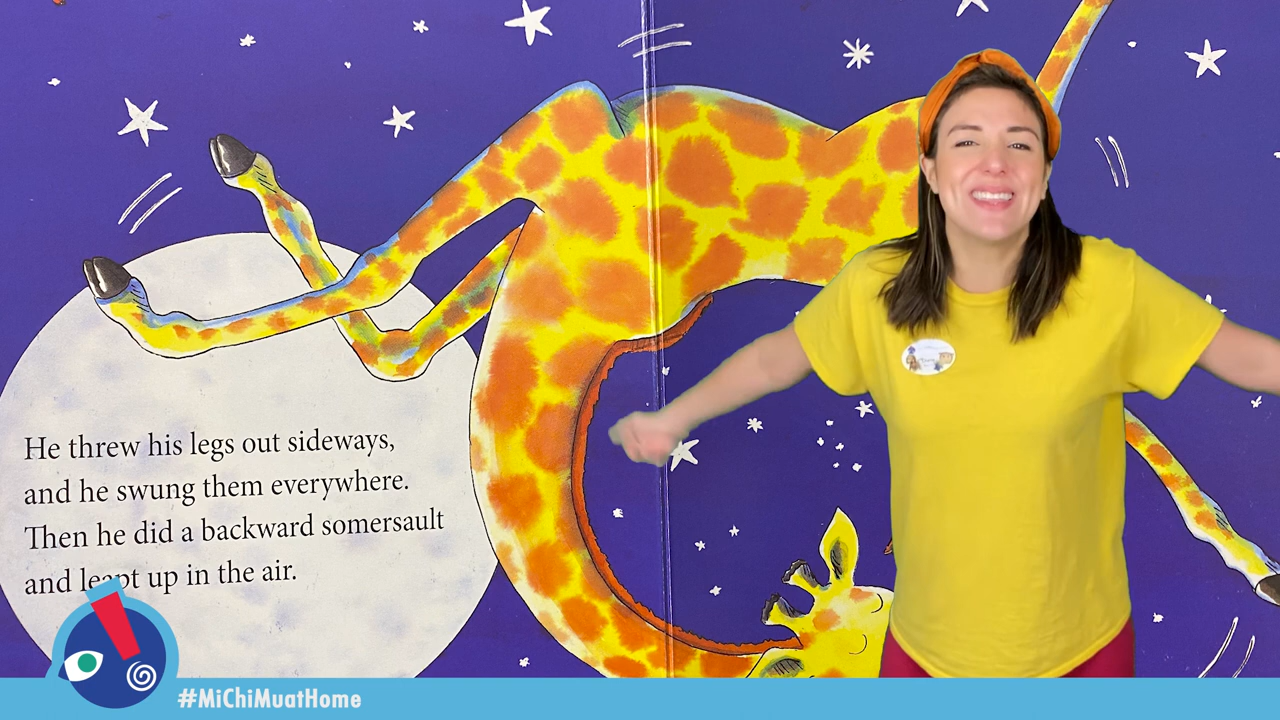 He threw his legs out sideways,
and he swung them everywhere.
Then he did a backward somersault
and leapt up in the air.
#MiChiMuatHome